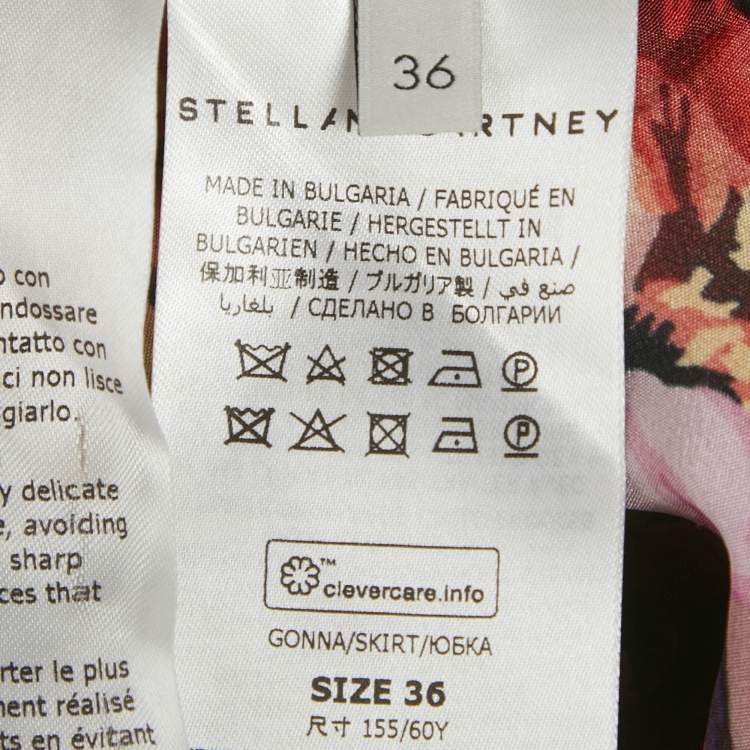 36
STELLA
RTNEY
MADE IN BULGARIA / FABRIQUÉ EN
BULGARIE / HERGESTELLT IN
BULGARIEN / HECHO EN BULGARIA /
保加利亚制造 / ブルガリア製 / صنع في
بلغاريا / СДЕЛАНО В БОЛГАРИИ
P
P
clevercare.info™
GONNA/SKIRT/ЮБКА
SIZE 36
尺寸 155/60Y
con
ndossare
ntatto con
ci non lisce
giarlo.
y delicate
e, avoiding
sharp
ces that
rter le plus
ent réalisé
ts en évitant